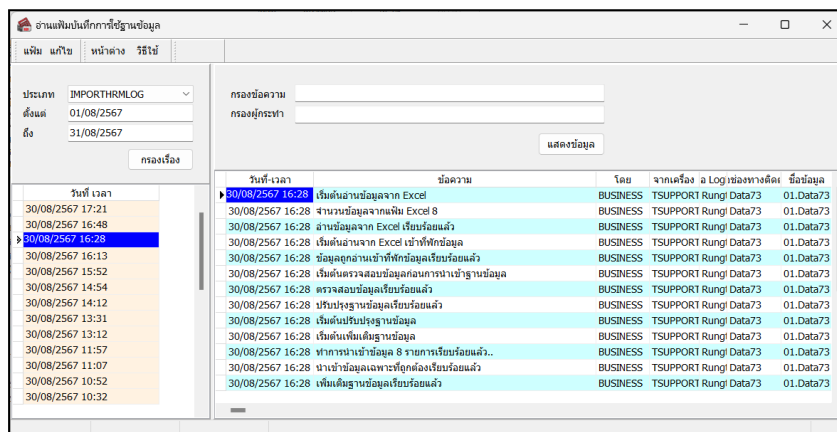 อ่านแฟ้มบันทึกการใช้ฐานข้อมูล
แฟ้ม แก้ไข หน้าต่าง วิธีใช้
ประเภท IMPORTHRMLOG
ตั้งแต่ 01/08/2567
ถึง 31/08/2567
กรองเรื่อง
วันที่ เวลา
30/08/2567 17:21
30/08/2567 16:48
30/08/2567 16:28
30/08/2567 16:13
30/08/2567 15:52
30/08/2567 14:54
30/08/2567 14:12
30/08/2567 13:31
30/08/2567 13:12
30/08/2567 11:57
30/08/2567 11:07
30/08/2567 10:52
30/08/2567 10:32
กรองข้อความ
กรองผู้กระทำ
แสดงข้อมูล
วันที่-เวลา ข้อความ โดย จากเครื่อง อ Log ช่องทางติดต่ ชื่อข้อมูล
30/08/2567 16:28 เริ่มต้นอ่านข้อมูลจาก Excel BUSINESS TSUPPORT Rung Data73 01.Data73
30/08/2567 16:28 จำนวนข้อมูลจากแฟ้ม Excel 8 BUSINESS TSUPPORT Rung Data73 01.Data73
30/08/2567 16:28 อ่านข้อมูลจาก Excel เรียบร้อยแล้ว BUSINESS TSUPPORT Rung Data73 01.Data73
30/08/2567 16:28 เริ่มต้นอ่านจาก Excel เข้าที่พักข้อมูล BUSINESS TSUPPORT Rung Data73 01.Data73
30/08/2567 16:28 ข้อมูลถูกอ่านเข้าที่พักข้อมูลเรียบร้อยแล้ว BUSINESS TSUPPORT Rung Data73 01.Data73
30/08/2567 16:28 เริ่มต้นตรวจสอบข้อมูลก่อนการนำเข้าฐานข้อมูล BUSINESS TSUPPORT Rung Data73 01.Data73
30/08/2567 16:28 ตรวจสอบข้อมูลเรียบร้อยแล้ว BUSINESS TSUPPORT Rung Data73 01.Data73
30/08/2567 16:28 ปรับปรุงฐานข้อมูลเรียบร้อยแล้ว BUSINESS TSUPPORT Rung Data73 01.Data73
30/08/2567 16:28 เริ่มต้นปรับปรุงฐานข้อมูล BUSINESS TSUPPORT Rung Data73 01.Data73
30/08/2567 16:28 เริ่มต้นเพิ่มเติมฐานข้อมูล BUSINESS TSUPPORT Rung Data73 01.Data73
30/08/2567 16:28 ทำการนำเข้าข้อมูล 8 รายการเรียบร้อยแล้ว.. BUSINESS TSUPPORT Rung Data73 01.Data73
30/08/2567 16:28 นำเข้าข้อมูลเฉพาะที่ถูกต้องเรียบร้อยแล้ว BUSINESS TSUPPORT Rung Data73 01.Data73
30/08/2567 16:28 เพิ่มเติมฐานข้อมูลเรียบร้อยแล้ว BUSINESS TSUPPORT Rung Data73 01.Data73